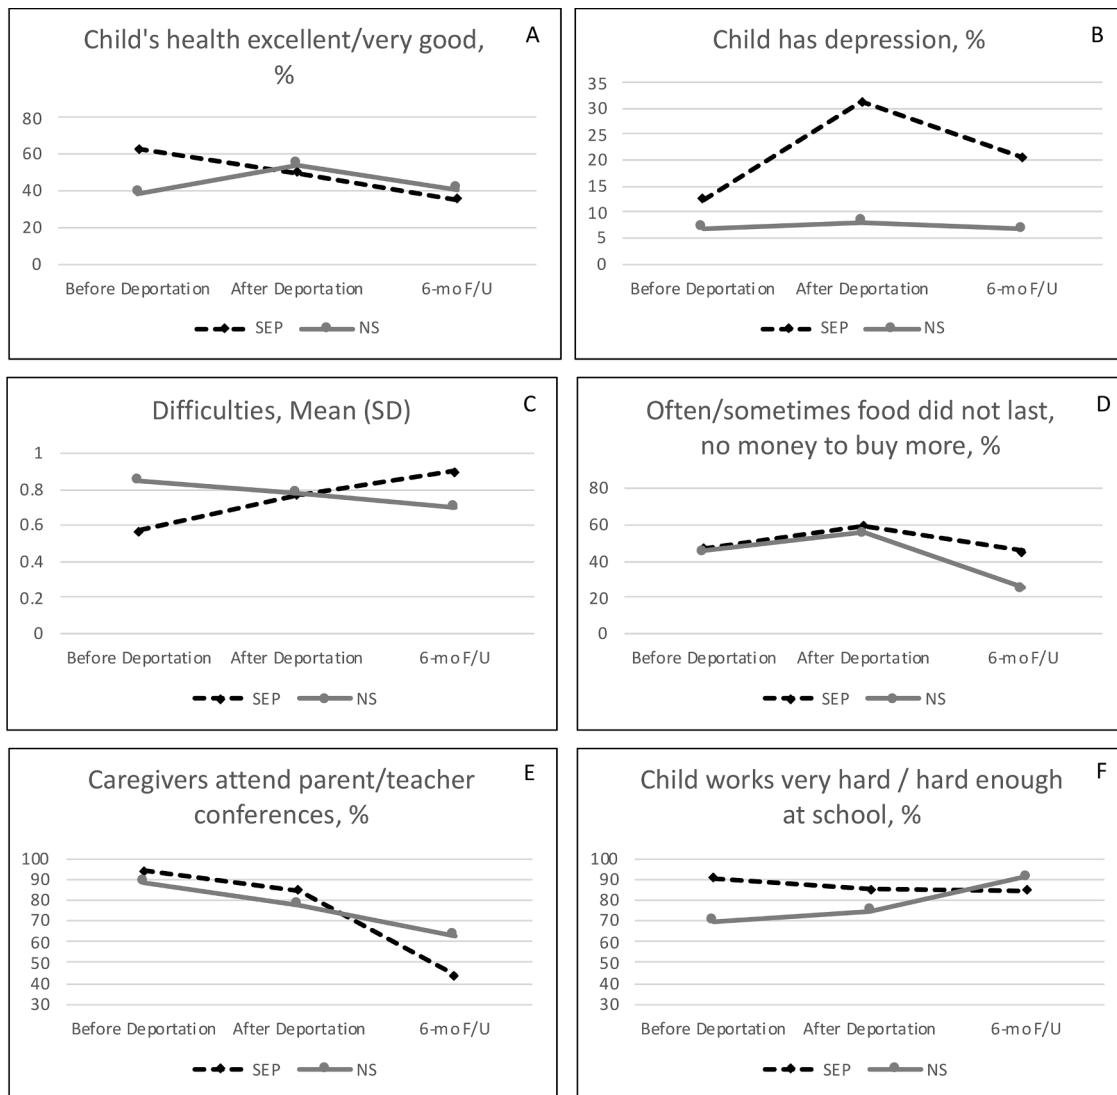 Child's health excellent/very good,
%
A
80
60
40
20
0
Before Deportation After Deportation 6-mo F/U
SEP NS
Child has depression, %
B
35
30
25
20
15
10
5
0
Before Deportation After Deportation 6-mo F/U
SEP NS
Difficulties, Mean (SD)
C
1
0.8
0.6
0.4
0.2
0
Before Deportation After Deportation 6-mo F/U
SEP NS
Often/sometimes food did not last,
no money to buy more, %
D
80
60
40
20
0
Before Deportation After Deportation 6-mo F/U
SEP NS
Caregivers attend parent/teacher
conferences, %
E
100
90
80
70
60
50
40
30
Before Deportation After Deportation 6-mo F/U
SEP NS
Child works very hard / hard enough
at school, %
F
100
90
80
70
60
50
40
30
Before Deportation After Deportation 6-mo F/U
SEP NS